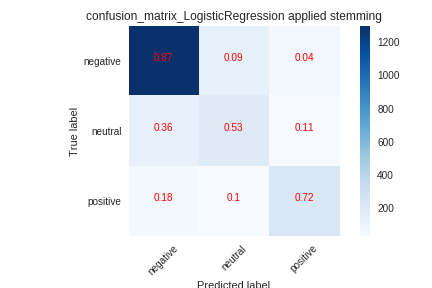 confusion_matrix_LogisticRegression applied stemming
negative 0.87 0.09 0.04
neutral 0.36 0.53 0.11
positive 0.18 0.1 0.72
True label
negative neutral positive
Predicted label
1200
1000
800
600
400
200